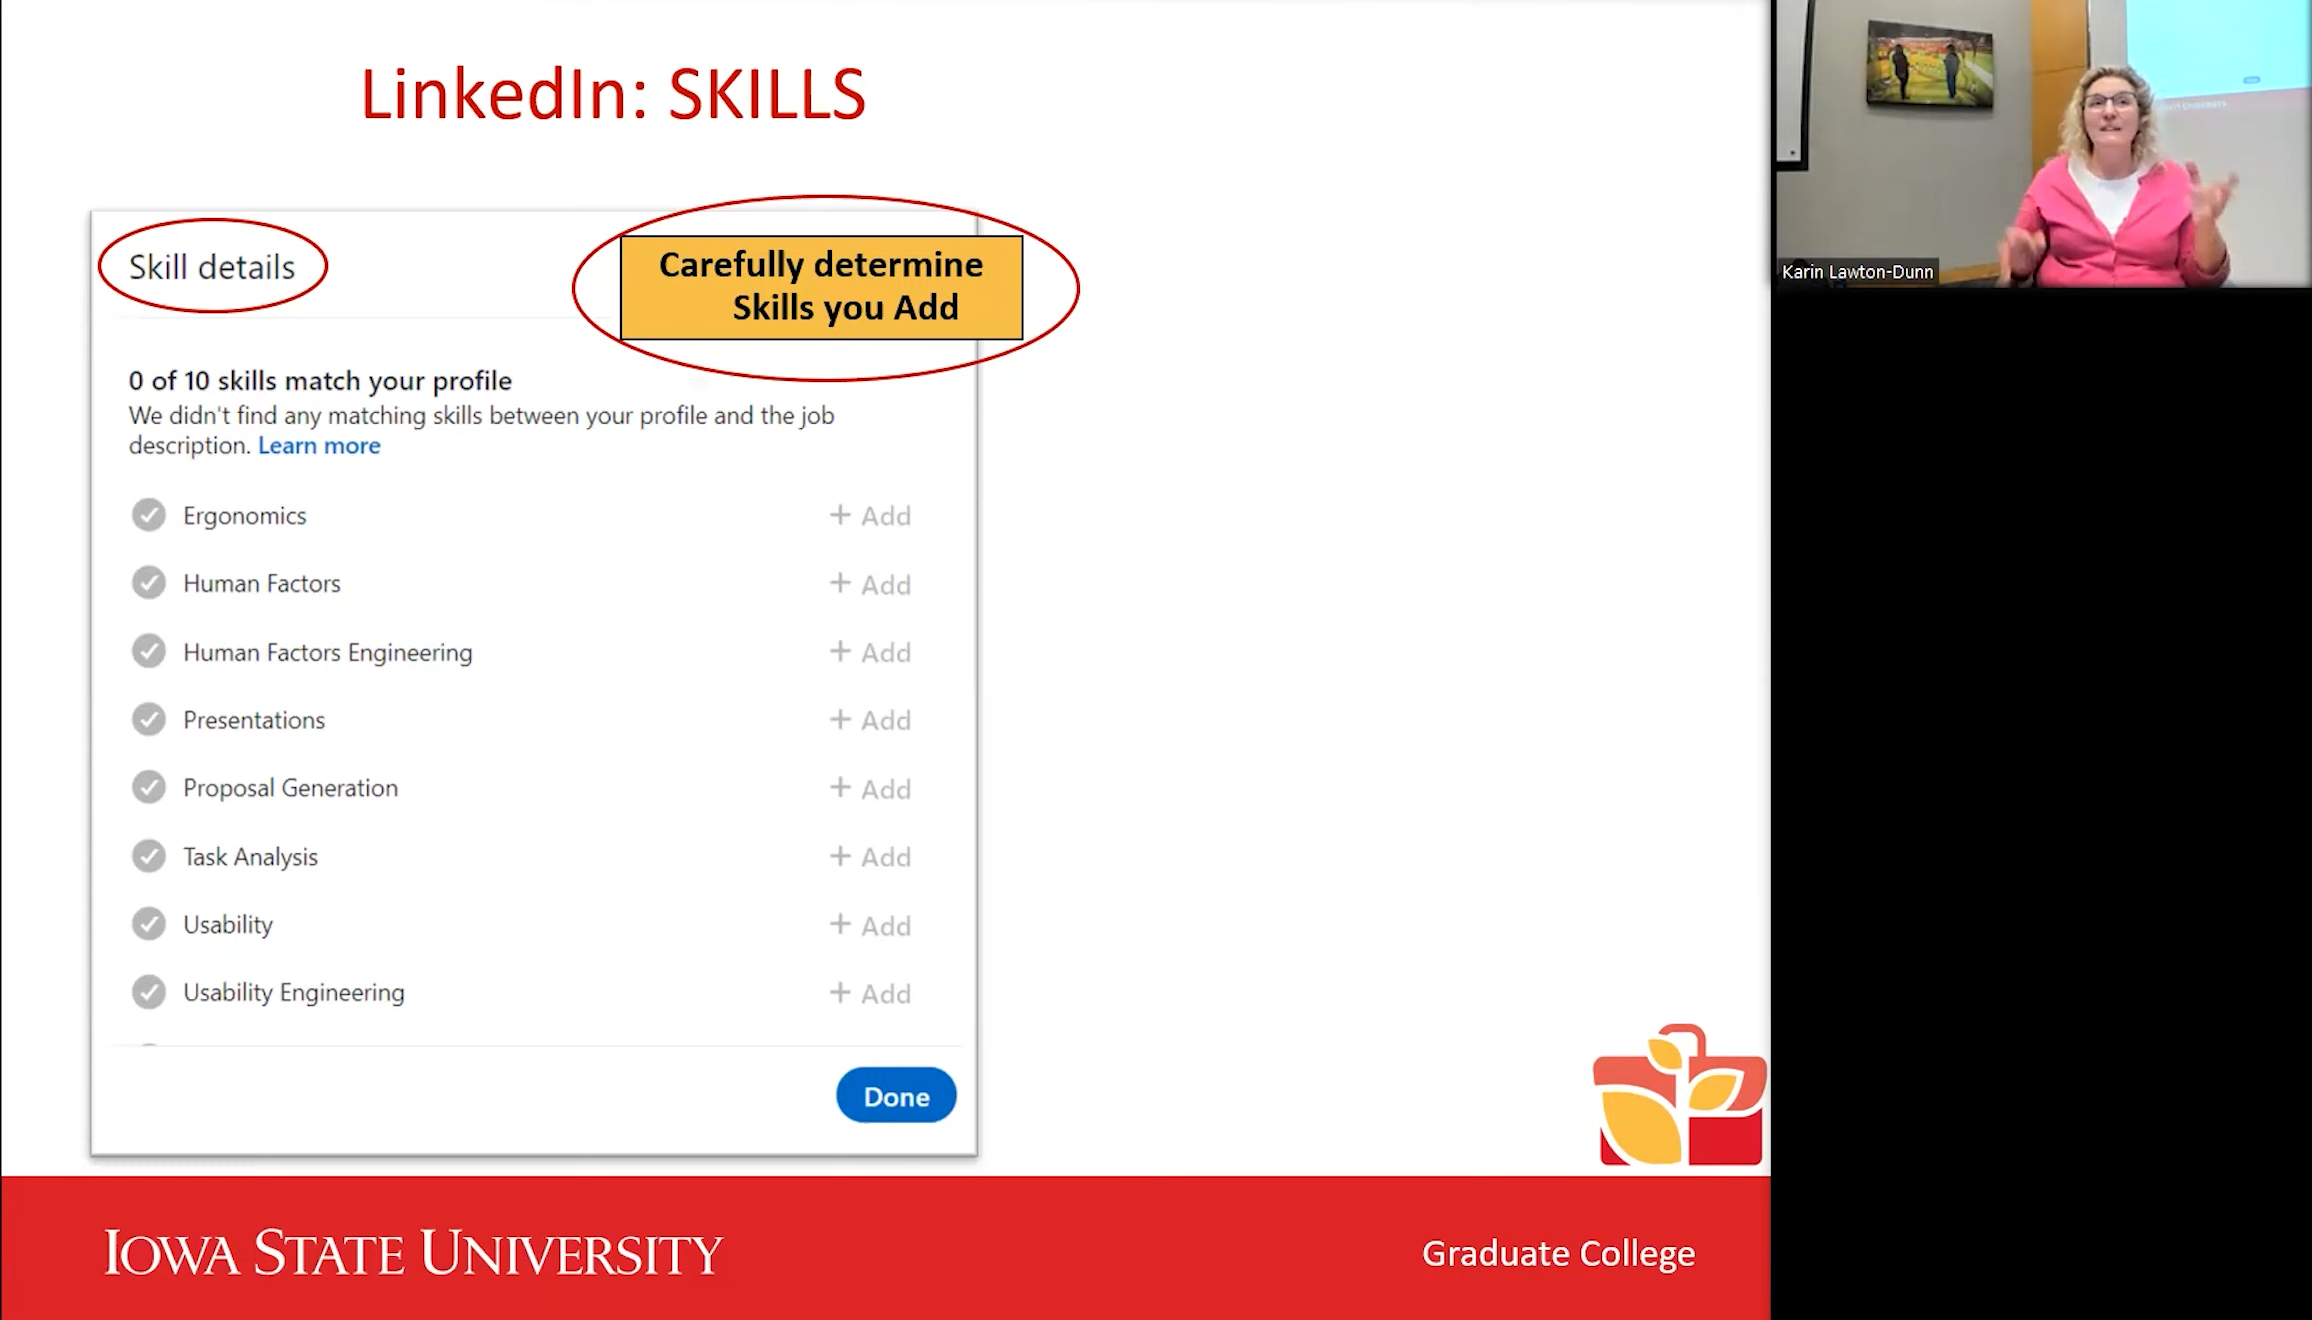 LinkedIn: SKILLS
Skill details
Carefully determine
Skills you Add
0 of 10 skills match your profile
We didn't find any matching skills between your profile and the job
description. Learn more
Ergonomics + Add
Human Factors + Add
Human Factors Engineering + Add
Presentations + Add
Proposal Generation + Add
Task Analysis + Add
Usability + Add
Usability Engineering + Add
Done
IOWA STATE UNIVERSITY
Graduate College
Karin Lawton-Dunn